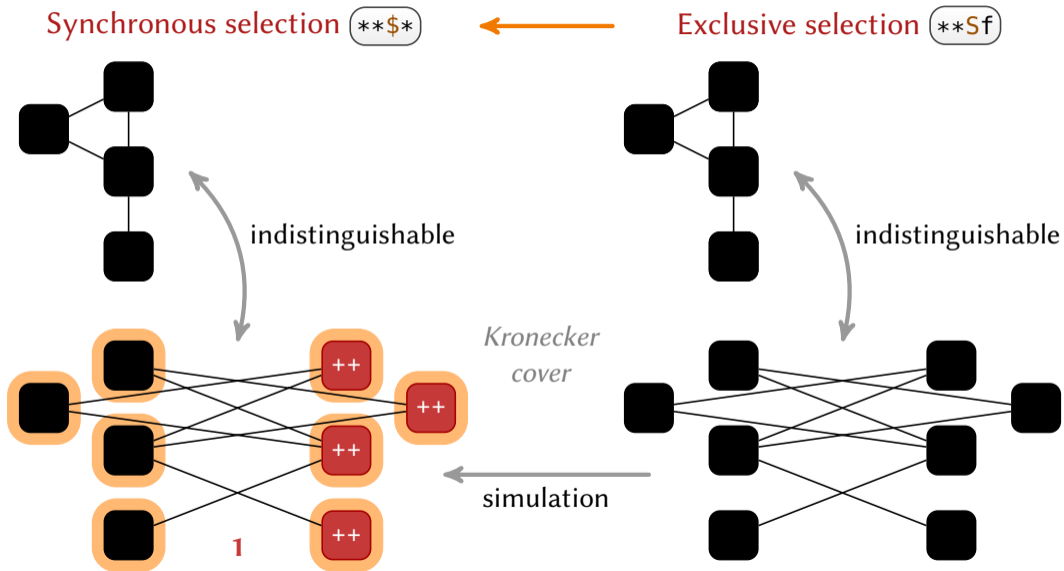 Synchronous selection **$*
Exclusive selection **Sf
indistinguishable
indistinguishable
Kronecker
cover
++
++
++
++
simulation
1